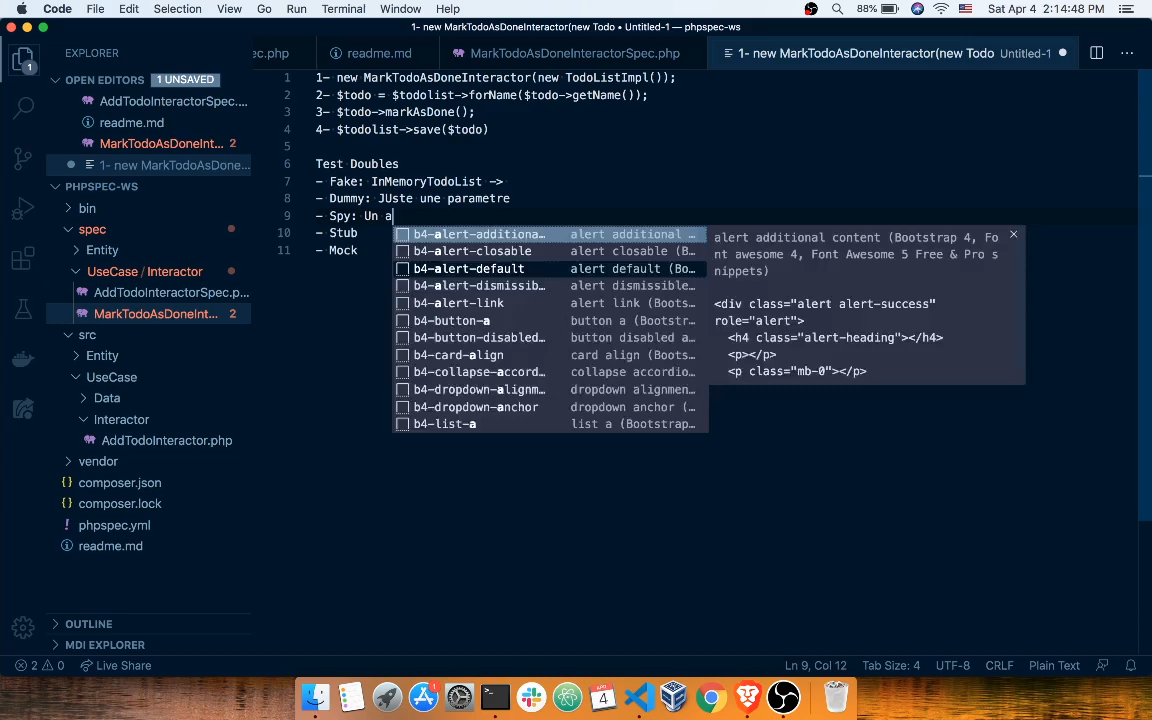 Code File Edit Selection View Go Run Terminal Window Help 88% Sat Apr 4 2:14:48 PM
1- new MarkTodoAsDoneInteractor(new Todo • Untitled-1 — phpspec-ws
EXPLORER
ec.php readme.md MarkTodoAsDoneInteractorSpec.php 1- new MarkTodoAsDoneInteractor(new Todo Untitled-1
OPEN EDITORS 1 UNSAVED
AddTodoInteractorSpec....
readme.md
MarkTodoAsDoneInt... 2
1- new MarkTodoAsDone...
PHPSPEC-WS
bin
spec
Entity
UseCase / Interactor
AddTodoInteractorSpec.p...
MarkTodoAsDoneInt... 2
src
Entity
UseCase
Data
Interactor
AddTodoInteractor.php
vendor
composer.json
composer.lock
phpspec.yml
readme.md
OUTLINE
MDI EXPLORER
1 1- new MarkTodoAsDoneInteractor(new TodoListImpl());
2 2- $todo = $todolist->forName($todo->getName());
3 3- $todo->markAsDone();
4 4- $todolist->save($todo)
5
6 Test Doubles
7 - Fake: InMemoryTodoList ->
8 - Dummy: JUste une parametre
9 - Spy: Un a
10 - Stub
11 - Mock
b4-alert-additiona... alert additional ...
b4-alert-closable alert closable (B...
b4-alert-default alert default (Bo...
b4-alert-dismissib... alert dismissible...
b4-alert-link alert link (Boots...
b4-button-a button a (Bootstr...
b4-button-disabled... button disabled a...
b4-card-align card align (Boots...
b4-collapse-accord... collapse accordio...
b4-dropdown-alignm... dropdown alignmen...
b4-dropdown-anchor dropdown anchor (...
b4-list-a list a (Bootstrap...
alert additional content (Bootstrap 4, Fo
nt awesome 4, Font Awesome 5 Free & Pro s
nippets)
<div class="alert alert-success"
role="alert">
<h4 class="alert-heading"></h4>
<p></p>
<p class="mb-0"></p>
1
2 0 Live Share Ln 9, Col 12 Tab Size: 4 UTF-8 CRLF Plain Text
1
APR
4